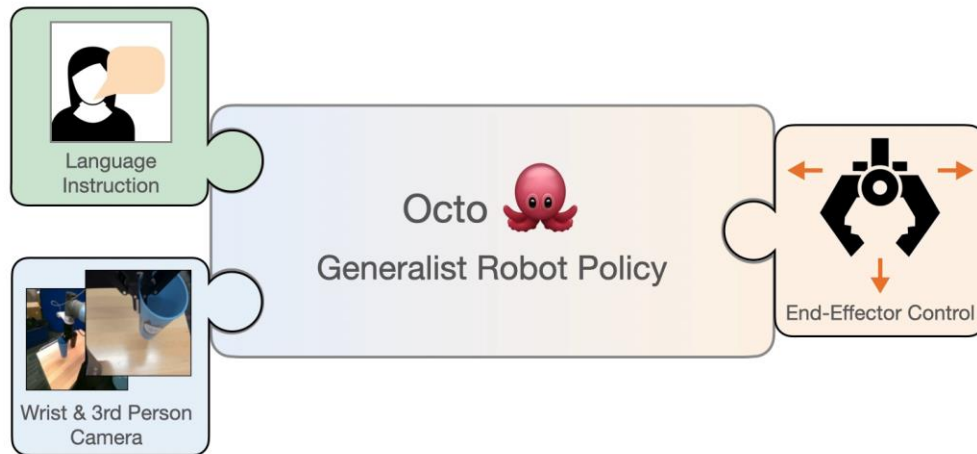 Language
Instruction
Octo
Generalist Robot Policy
End-Effector Control
Wrist & 3rd Person
Camera